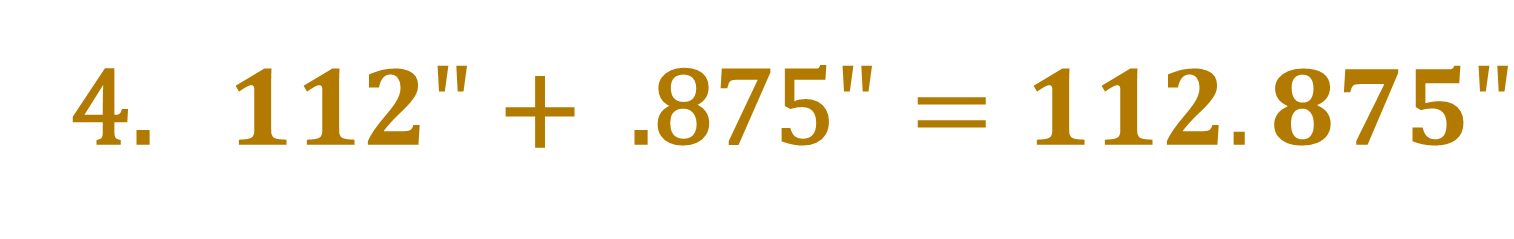 4. 112" + .875" = 112.875"